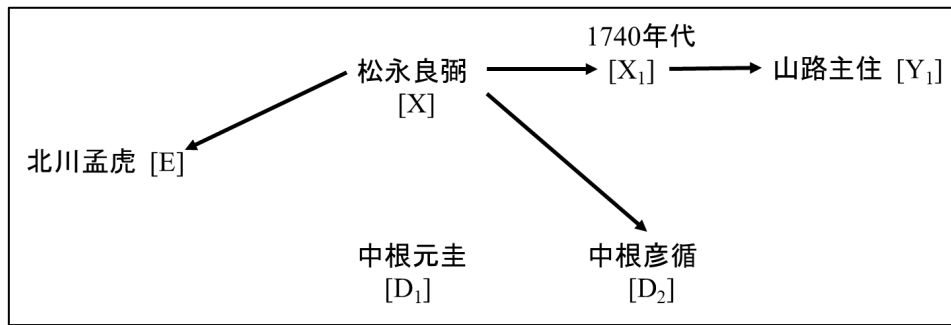 1740年代
松永良弼
[X]
[X₁]
山路主住 [Y₁]
北川孟虎 [E]
中根元圭
[D₁]
中根彦循
[D₂]